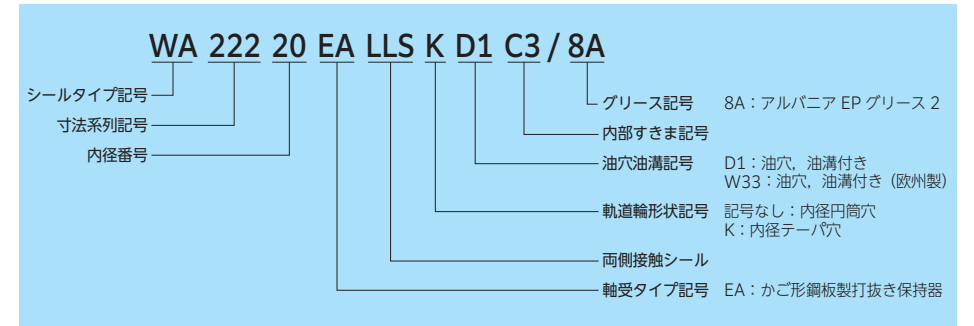 WA 222 20 EA LLS K D1 C3 / 8A
シールタイプ記号
寸法系列記号
内径番号
グリース記号 8A：アルバニア EP グリース 2
内部すきま記号
油穴油溝記号 D1：油穴，油溝付き
W33：油穴，油溝付き（欧州製）
軌道輪形状記号 記号なし：内径円筒穴
K：内径テーパ穴
両側接触シール
軸受タイプ記号 EA：かご形鋼板製打抜き保持器